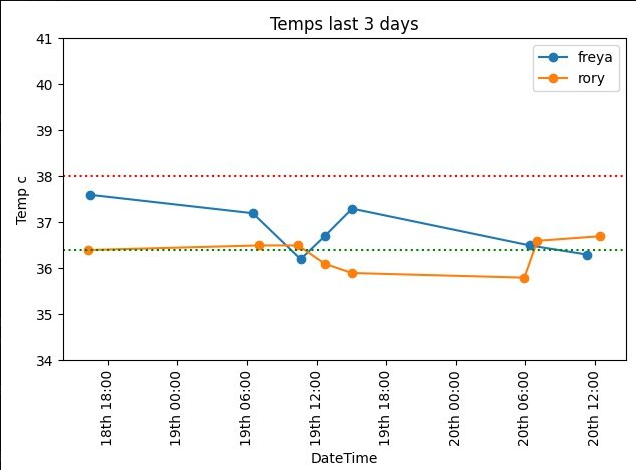 Temps last 3 days
freya
rory
Temp c
41
40
39
38
37
36
35
34
18th 18:00
19th 00:00
19th 06:00
19th 12:00
19th 18:00
20th 00:00
20th 06:00
20th 12:00
DateTime